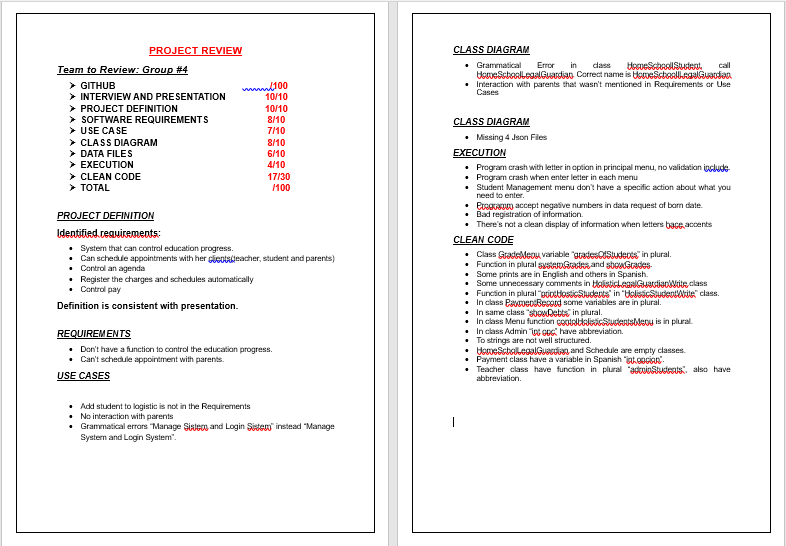 PROJECT REVIEW
Team to Review: Group #4
GITHUB /100
INTERVIEW AND PRESENTATION 10/10
PROJECT DEFINITION 10/10
SOFTWARE REQUIREMENTS 8/10
USE CASE 7/10
CLASS DIAGRAM 8/10
DATA FILES 6/10
EXECUTION 4/10
CLEAN CODE 17/30
TOTAL /100
PROJECT DEFINITION
Identified requirements:
System that can control education progress.
Can schedule appointments with her clients(teacher, student and parents)
Control an agenda
Register the charges and schedules automatically
Control pay
Definition is consistent with presentation.
REQUIREMENTS
Don't have a function to control the education progress.
Can't schedule appointment with parents.
USE CASES
Add student to logistic is not in the Requirements
No interaction with parents
Grammatical errors "Manage Sistem and Login Sistem" instead "Manage
System and Login System".
CLASS DIAGRAM
Grammatical Error in class HomeSchoollStudent, call
HomeSchoolLegalGuardian. Correct name is HomeSchoolLegalGuardian
Interaction with parents that wasn't mentioned in Requirements or Use
Cases
CLASS DIAGRAM
Missing 4 Json Files
EXECUTION
Program crash with letter in option in principal menu, no validation include.
Program crash when enter letter in each menu
Student Management menu don't have a specific action about what you
need to enter.
Programm accept negative numbers in data request of born date.
Bad registration of information.
There's not a clean display of information when letters hace accents
CLEAN CODE
Class GradeMenu variable "gradesOfStudents" in plural.
Function in plural systemGrades and showGrades.
Some prints are in English and others in Spanish.
Some unnecessary comments in HolisticLegalGuardianWrite class
Function in plural "printHosticStudents" in "HolisticStudentWrite" class.
In class PaymentRecord some variables are in plural.
In same class "showDebts" in plural.
In class Menu function contolHolisticStudentsMenu is in plural.
In class Admin "int opc" have abbreviation.
To strings are not well structured.
HomeScholLegalGuardian and Schedule are empty classes.
Payment class have a variable in Spanish "int opcion".
Teacher class have function in plural "adminStudents", also have
abbreviation.